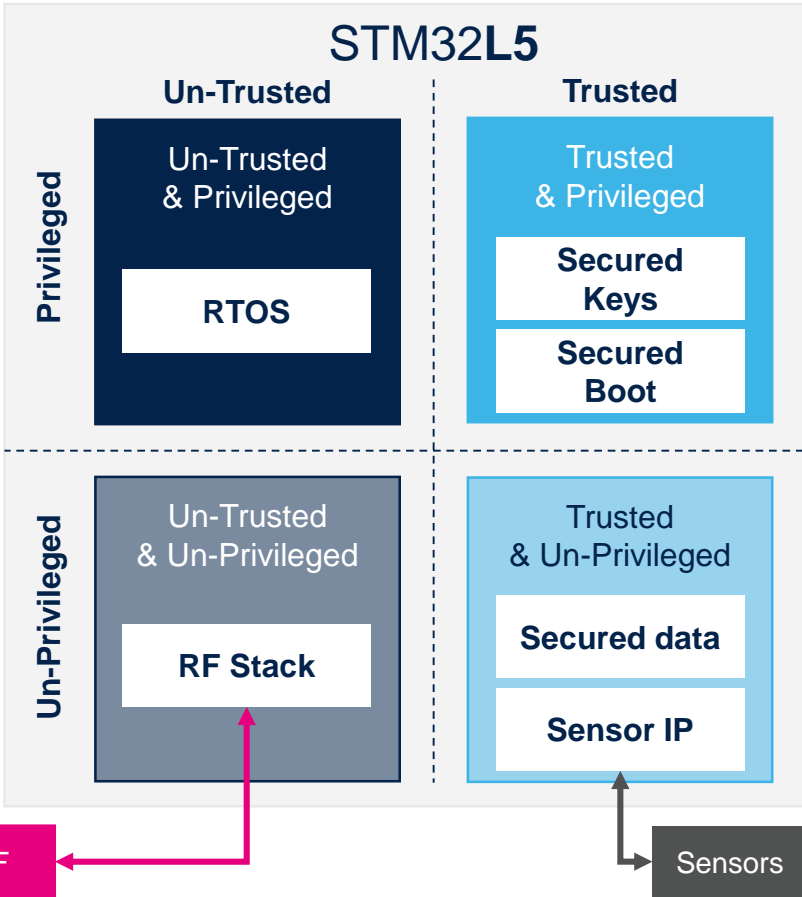 STM32L5
Un-Trusted
Trusted
Privileged
Un-Trusted
& Privileged
RTOS
Trusted
& Privileged
Secured
Keys
Secured
Boot
Un-Privileged
Un-Trusted
& Un-Privileged
RF Stack
Trusted
& Un-Privileged
Secured data
Sensor IP
F
Sensors